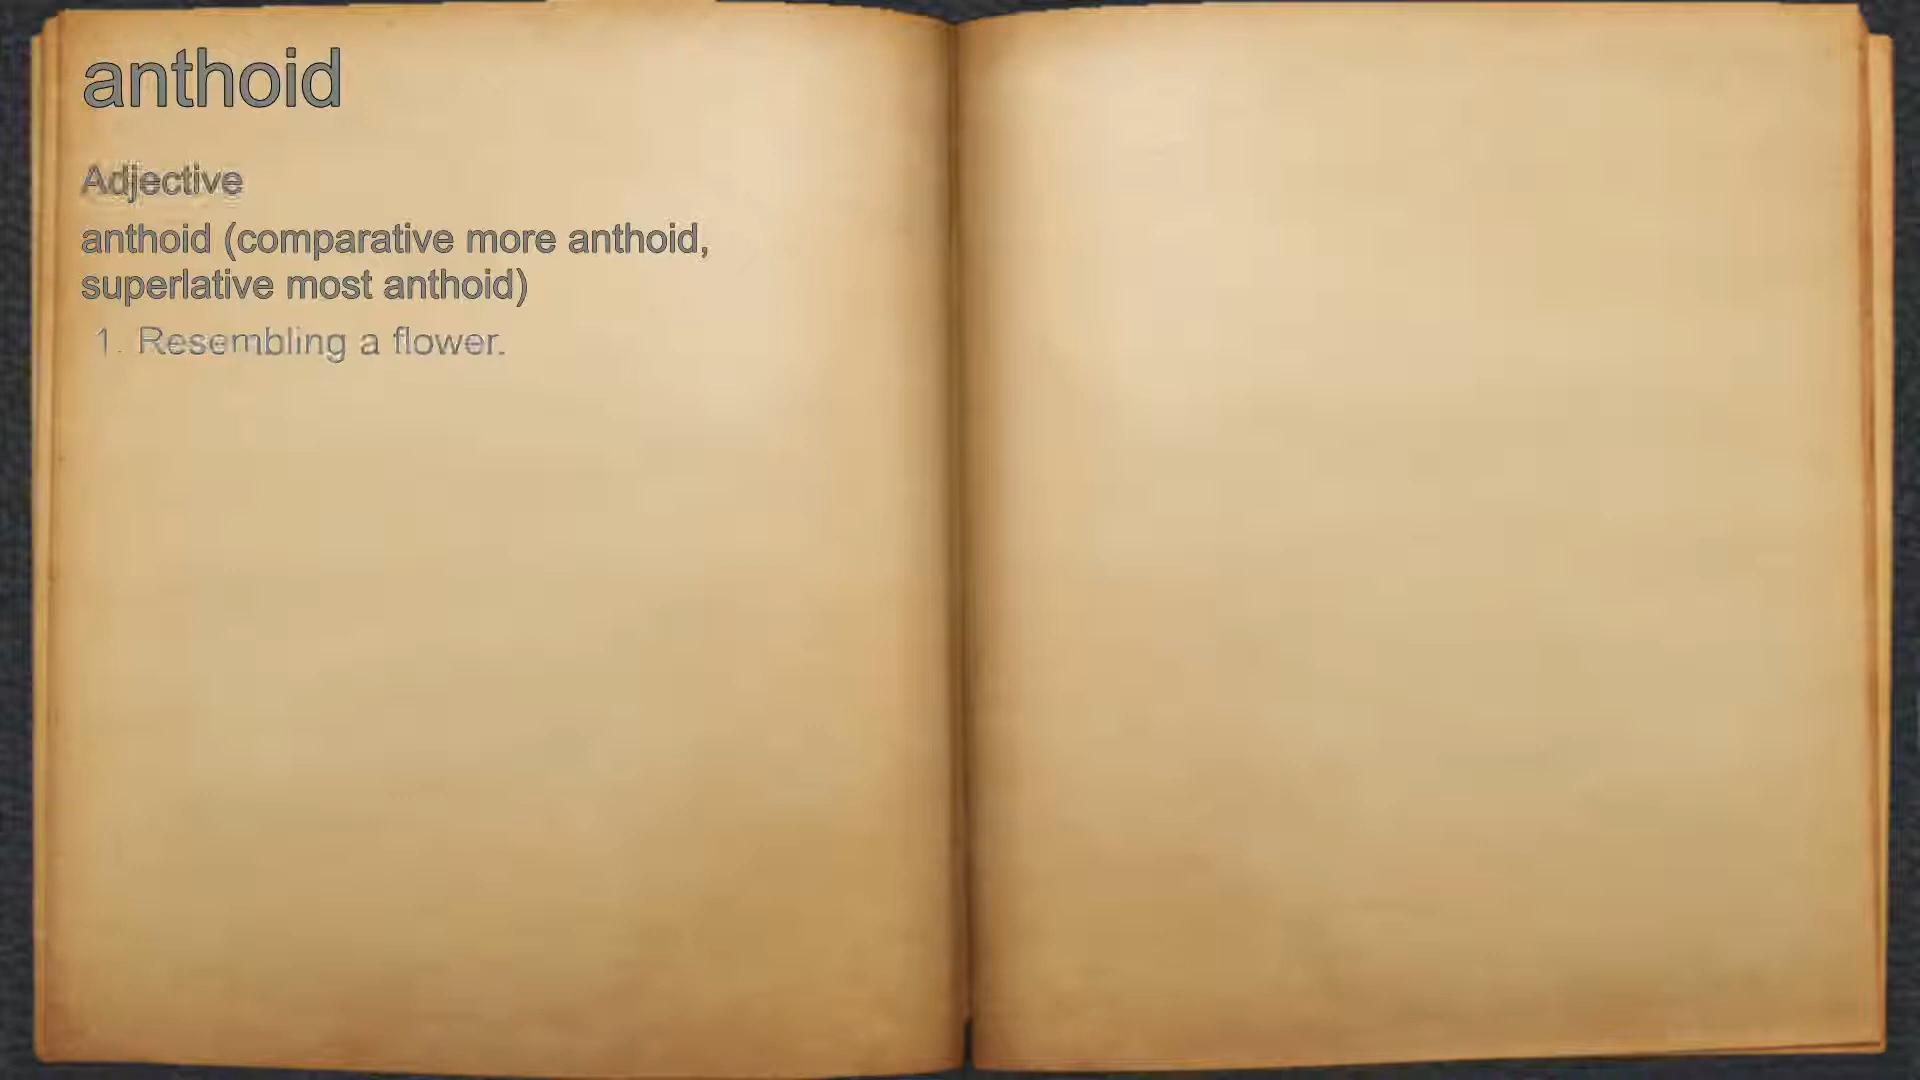 anthoid
Adjective
anthoid (comparative more anthoid,
superlative most anthoid)
1. Resembling a flower.